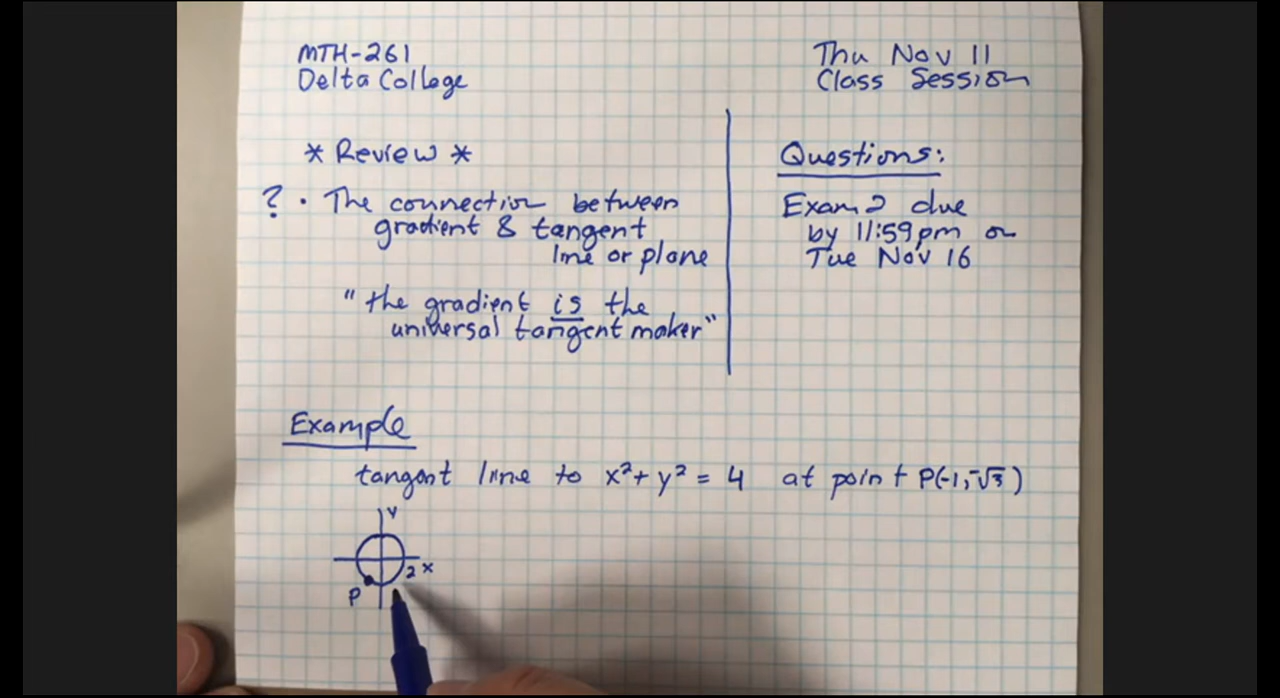 MTH-261
Delta College
Thu Nov 11
Class Session
* Review *
? · The connection between
gradient & tangent
line or plane
"the gradient is the
universal tangent maker"
Questions:
Exam 2 due
by 11:59pm on
Tue Nov 16
Example
tangent line to x²+ y² = 4 at point P(-1,-√3)
y
2 x
P